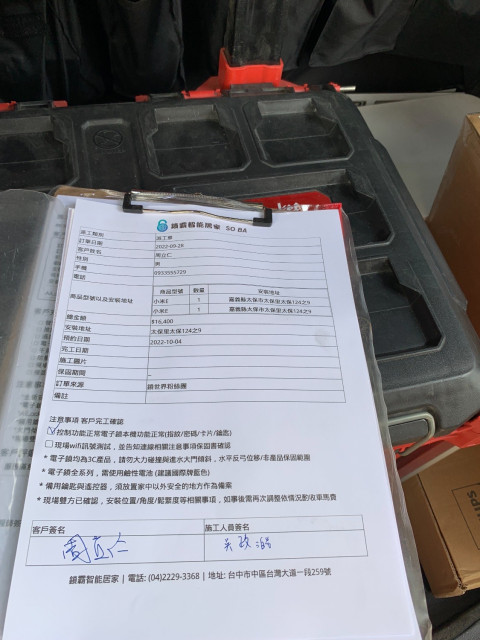 鎖霸智能居家 SO BA
派工類別 派工單
訂單日期 2022-09-28
客戶姓名 周立仁
性別 男
手機 0953555729
電話
商品型號以及安裝地址
商品型號 數量 安裝地址
小米E 1 嘉義縣太保市太保里太保124之9
小米E 1 嘉義縣太保市太保里太保124之9
總金額 $16,400
安裝地址 太保里太保124之9
預約日期 2022-10-04
完工日期
施工圖片
保固期間 –
訂單來源 鎖世界粉絲團
備註
注意事項 客戶完工確認
控制功能正常電子鎖本機功能正常(指紋/密碼/卡片/鑰匙)
現場wifi訊號測試，並告知連線相關注意事項保固書確認
* 電子鎖均為3C產品，請勿大力碰撞與進水大門傾斜，水平反弓位移/非產品保固範圍
* 電子鎖全系列，需使用鹼性電池 (建議國際牌藍色)
* 備用鑰匙與遙控器，須放置家中以外安全的地方作為備案
* 現場雙方已確認，安裝位置/角度/鬆緊度等相關事項，如事後需再次調整依情況酌收車馬費
客戶簽名 施工人員簽名
周立仁
鎖霸智能居家 | 電話: (04)2229-3368 | 地址: 台中市中區台灣大道一段259號